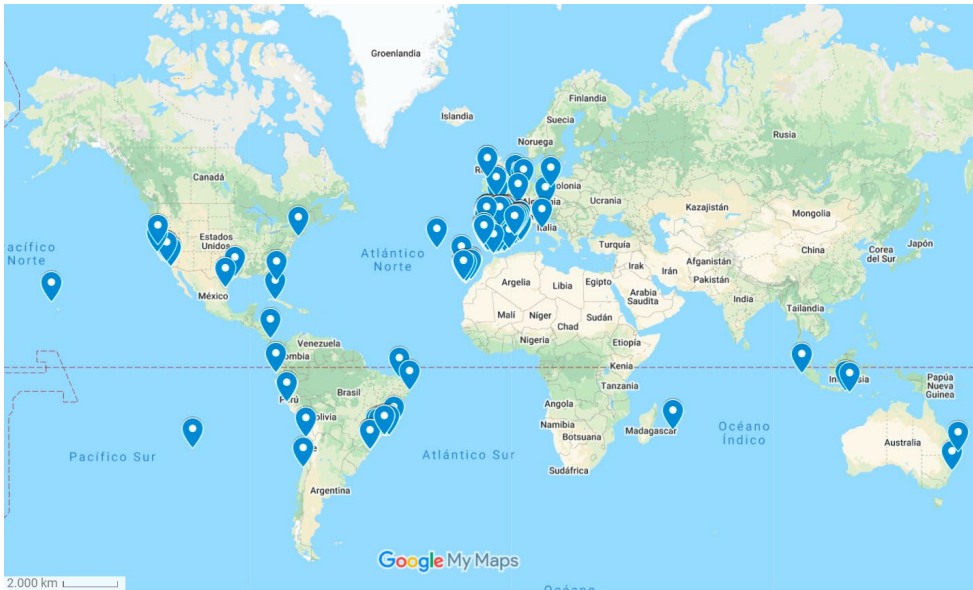 Groenlandia
Islandia
Finlandia
Suecia
Noruega
Rusia
Canadá
Ucrania
Kazajistán
Mongolia
Italia
Estados
Unidos
Turquía
Afganistán
China
Corea
del Sur
Japón
acífico
Norte
Atlántico
Norte
Irak
Irán
Pakistán
Argelia
Libia
Egipto
Arabia
Saudita
India
México
Malí
Níger
Chad
Sudán
Tailandia
Nigeria
Etiopía
Venezuela
Kenia
Tanzania
Papúa
Nueva
Guinea
Brasil
Perú
Angola
Namibia
Botsuana
Madagascar
Océano
Índico
Australia
Pacífico Sur
Atlántico Sur
Sudáfrica
Argentina
Google My Maps
2.000 km